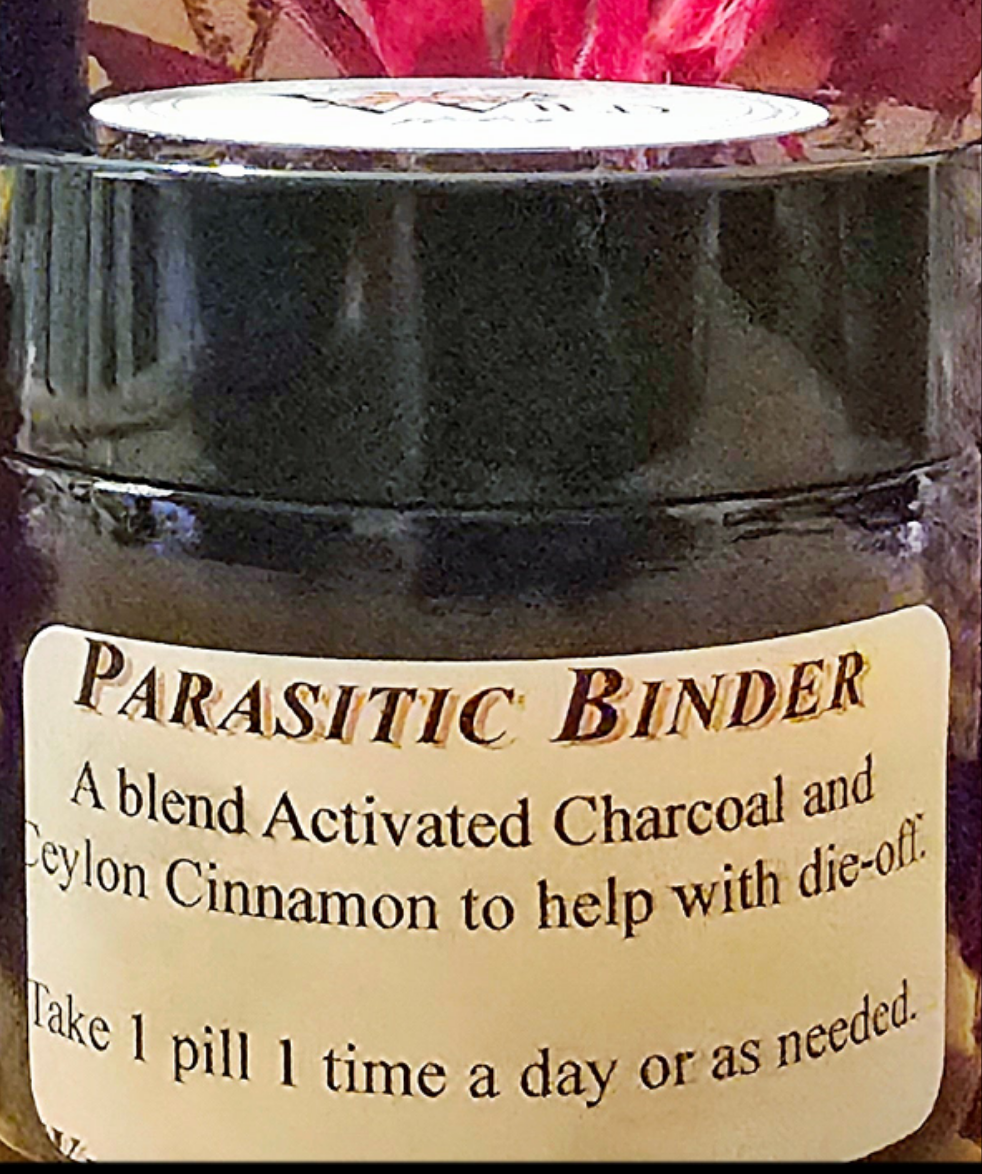 PARASITIC BINDER
A blend Activated Charcoal and
Ceylon Cinnamon to help with die-off.
Take 1 pill 1 time a day or as needed.